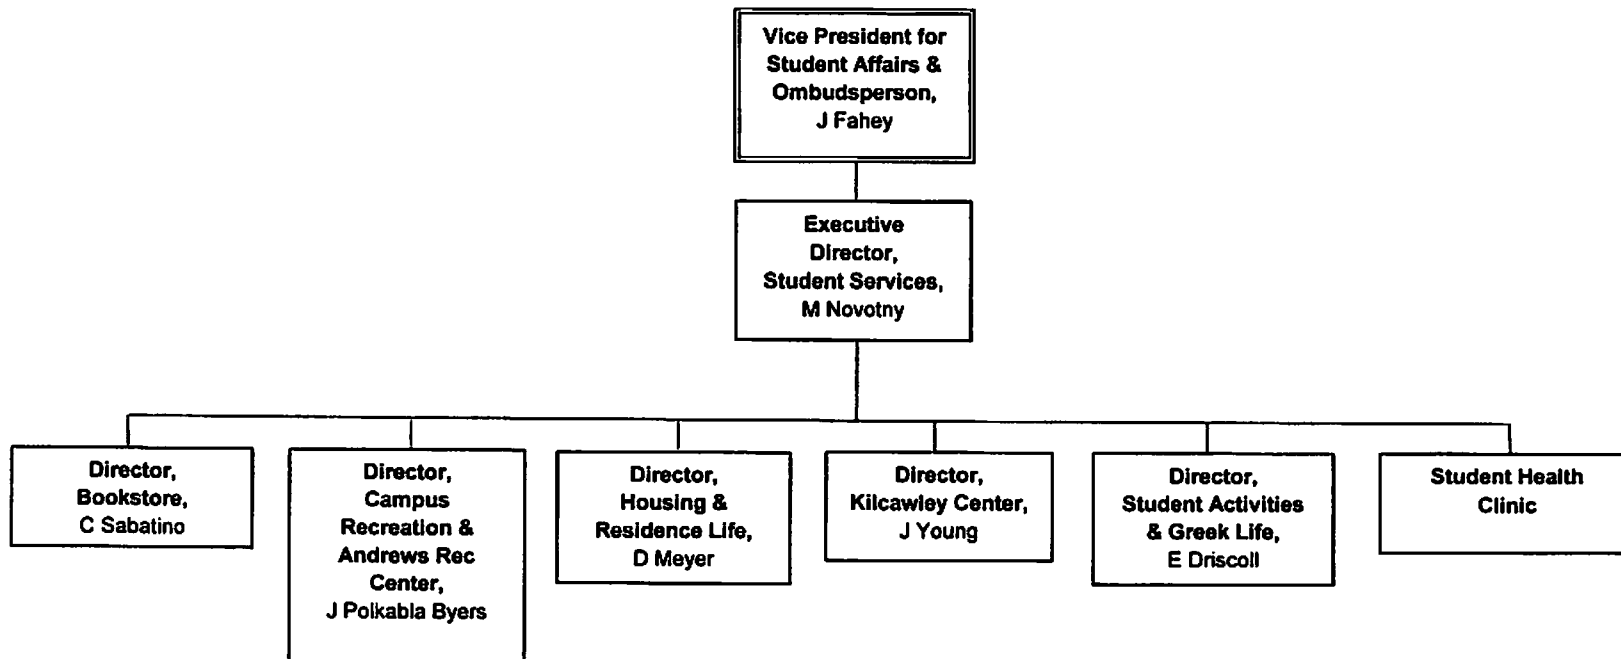 Vice President for
Student Affairs &
Ombudsperson,
J Fahey
Executive
Director,
Student Services,
M Novotny
Director,
Bookstore,
C Sabatino
Director,
Campus
Recreation &
Andrews Rec
Center,
J Polkabla Byers
Director,
Housing &
Residence Life,
D Meyer
Director,
Kilcawley Center,
J Young
Director,
Student Activities
& Greek Life,
E Driscoll
Student Health
Clinic